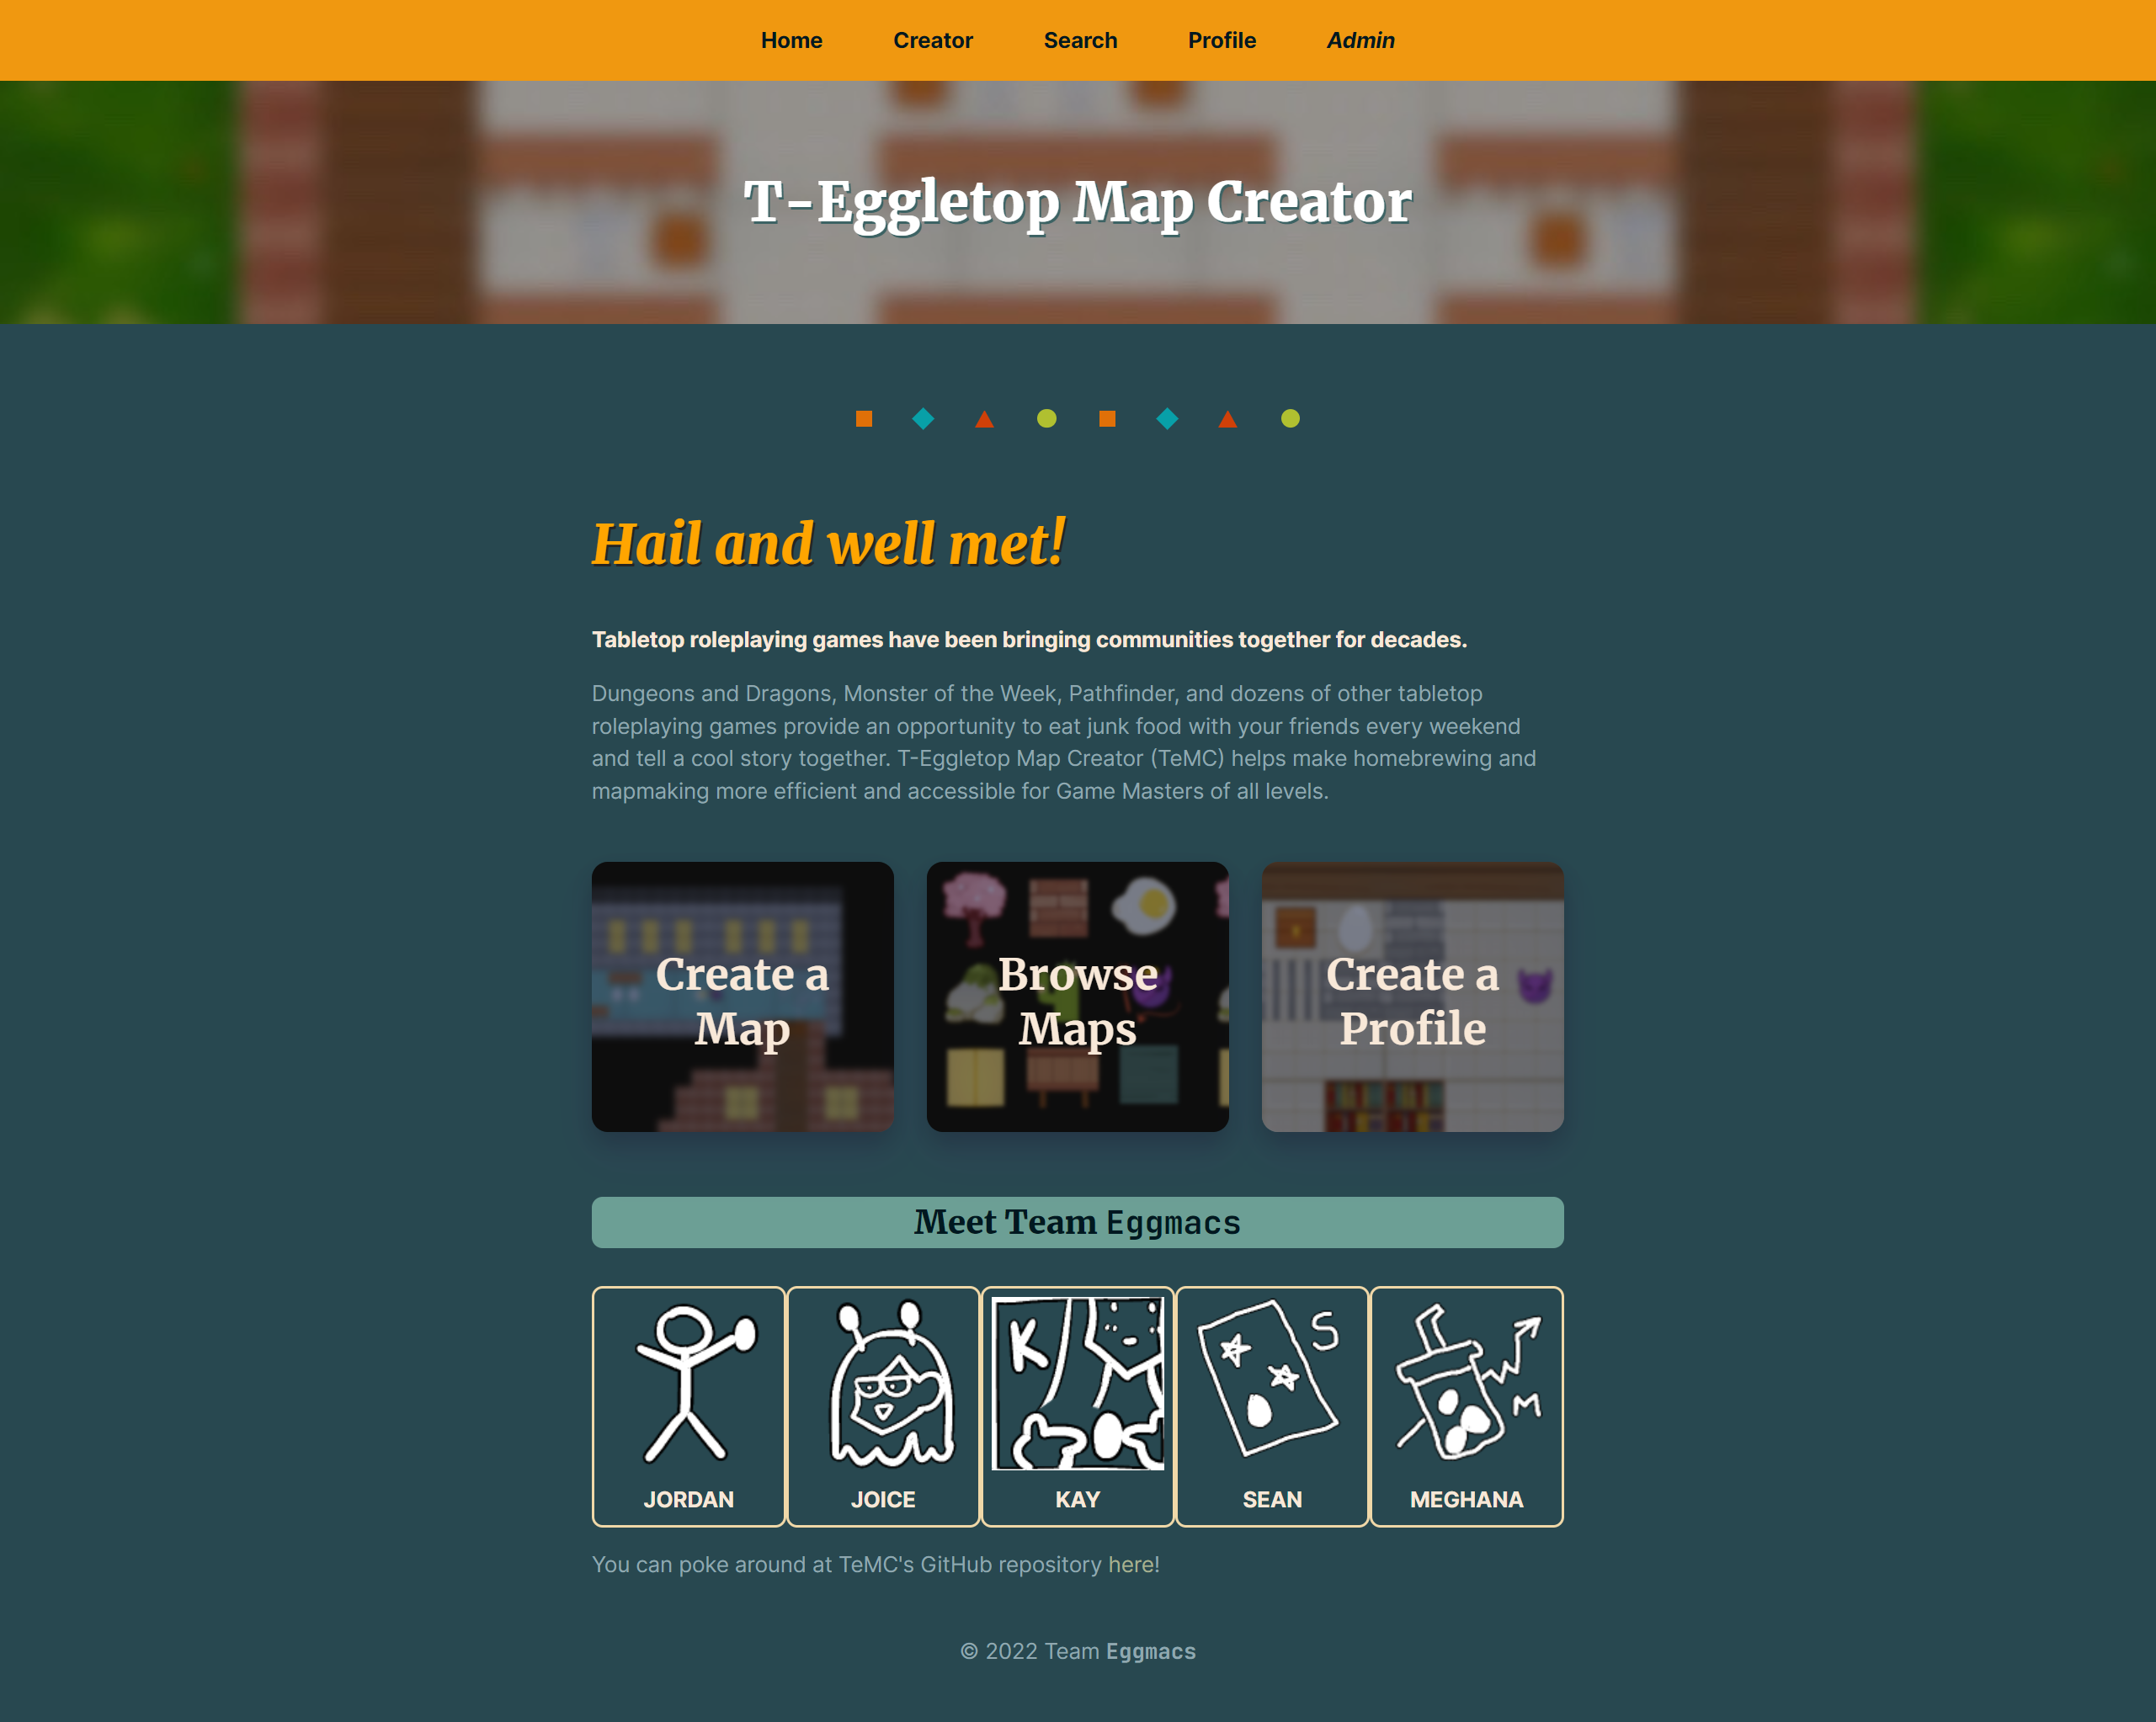 Home Creator Search Profile Admin
T-Eggletop Map Creator
Hail and well met!
Tabletop roleplaying games have been bringing communities together for decades.
Dungeons and Dragons, Monster of the Week, Pathfinder, and dozens of other tabletop
roleplaying games provide an opportunity to eat junk food with your friends every weekend
and tell a cool story together. T-Eggletop Map Creator (TeMC) helps make homebrewing and
mapmaking more efficient and accessible for Game Masters of all levels.
Create a
Map
Browse
Maps
Create a
Profile
Meet Team Eggmacs
K
S
M
JORDAN
JOICE
KAY
SEAN
MEGHANA
You can poke around at TeMC's GitHub repository here!
© 2022 Team Eggmacs